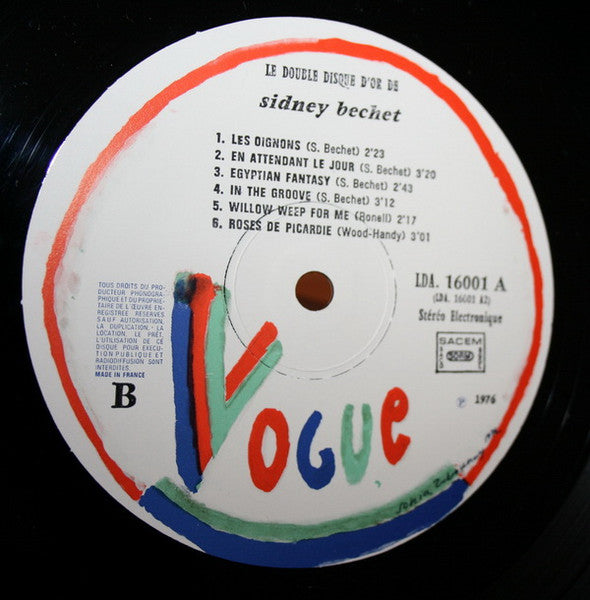 LE DOUBLE DISQUE D'OR DE
sidney bechet
1. LES OIGNONS (S. Bechet) 2'23
2. EN ATTENDANT LE JOUR (S. Bechet) 3'20
3. EGYPTIAN FANTASY (S. Bechet) 2'43
4. IN THE GROOVE (S. Bechet) 3'12
5. WILLOW WEEP FOR ME (Ronell) 2'17
6. ROSES DE PICARDIE (Wood-Handy) 3'01
LDA. 16001 A
(LDA. 16001 A2)
Stéréo Electronique
SACEM
TOUS DROITS DU PRO-
DUCTEUR PHONOGRA-
PHIQUE ET DU PROPRIE-
TAIRE DE L'ŒUVRE EN-
REGISTREE RESERVES
SAUF AUTORISATION,
LA DUPLICATION, LA
LOCATION, LE PRÊT,
L'UTILISATION DE CE
DISQUE POUR EXECU-
TION PUBLIQUE ET
RADIODIFFUSION SONT
INTERDITES.
MADE IN FRANCE
B
℗ 1976
VOGUE